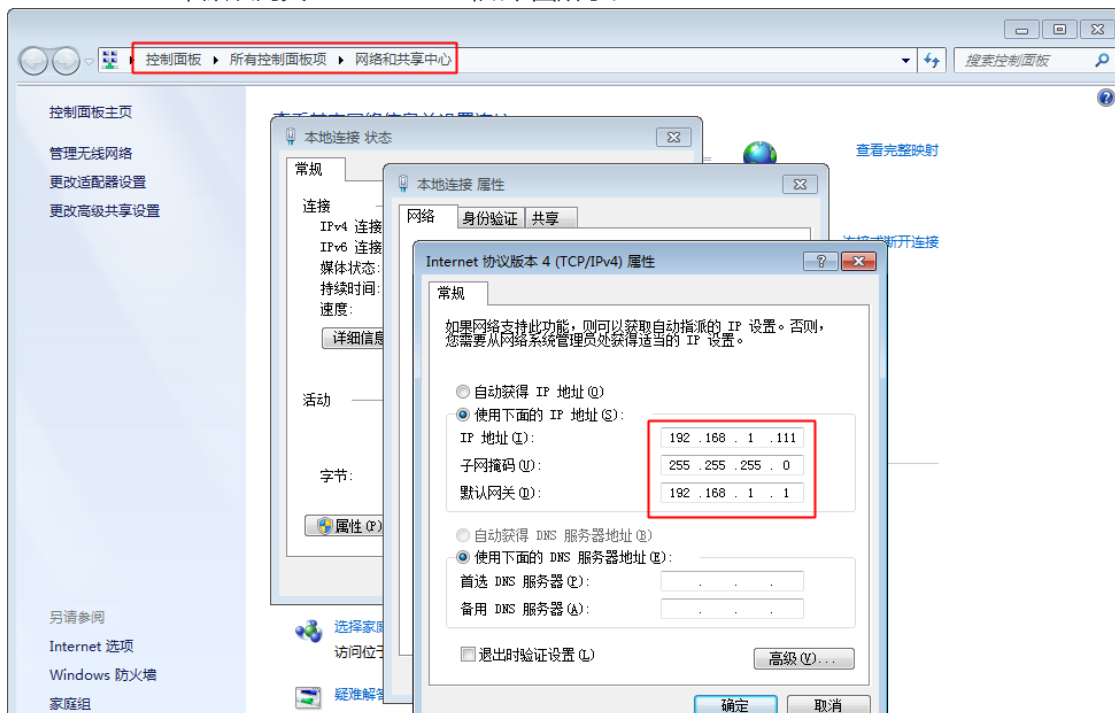 控制面板 ▸ 所有控制面板项 ▸ 网络和共享中心
搜索控制面板
控制面板主页
管理无线网络
更改适配器设置
更改高级共享设置
查看完整映射
本地连接 状态
常规
连接
IPv4 连接
IPv6 连接
媒体状态:
持续时间:
速度:
详细信息
活动
字节:
属性(P)
本地连接 属性
网络
身份验证
共享
Internet 协议版本 4 (TCP/IPv4) 属性
常规
如果网络支持此功能，则可以获取自动指派的 IP 设置。否则，
您需要从网络系统管理员处获得适当的 IP 设置。
自动获得 IP 地址(O)
使用下面的 IP 地址(S):
IP 地址(I): 192 . 168 . 1 . 111
子网掩码(U): 255 . 255 . 255 . 0
默认网关(D): 192 . 168 . 1 . 1
自动获得 DNS 服务器地址(B)
使用下面的 DNS 服务器地址(E):
首选 DNS 服务器(P): . . .
备用 DNS 服务器(A): . . .
退出时验证设置(L)
高级(V)...
确定
取消
断开连接
选择家庭
访问位于
疑难解答
另请参阅
Internet 选项
Windows 防火墙
家庭组